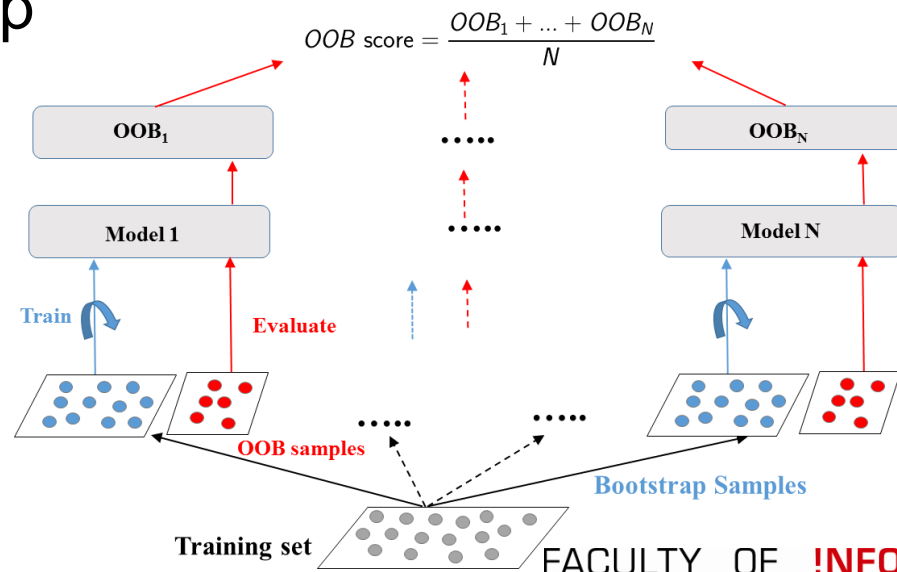 p
OOB score = OOB₁ + ... + OOB_N / N
OOB₁
OOB_N
.....
Model 1
.....
Model N
Train
Evaluate
.....
.....
OOB samples
Bootstrap Samples
Training set
FACULTY OF !NFO